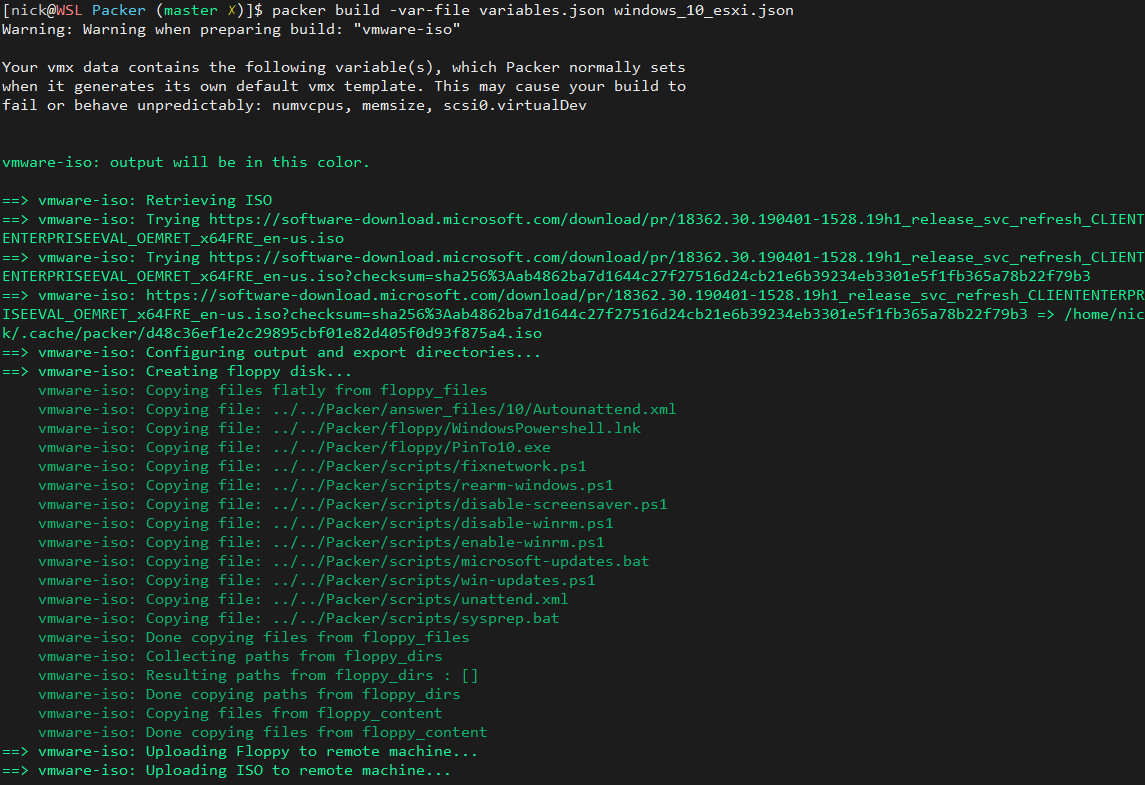 [nick@WSL Packer (master ✗)]$ packer build -var-file variables.json windows_10_esxi.json
Warning: Warning when preparing build: "vmware-iso"
Your vmx data contains the following variable(s), which Packer normally sets
when it generates its own default vmx template. This may cause your build to
fail or behave unpredictably: numvcpus, memsize, scsi0.virtualDev
vmware-iso: output will be in this color.
==> vmware-iso: Retrieving ISO
==> vmware-iso: Trying https://software-download.microsoft.com/download/pr/18362.30.190401-1528.19h1_release_svc_refresh_CLIENT
ENTERPRISEEVAL_OEMRET_x64FRE_en-us.iso
==> vmware-iso: Trying https://software-download.microsoft.com/download/pr/18362.30.190401-1528.19h1_release_svc_refresh_CLIENT
ENTERPRISEEVAL_OEMRET_x64FRE_en-us.iso?checksum=sha256%3Aab4862ba7d1644c27f27516d24cb21e6b39234eb3301e5f1fb365a78b22f79b3
==> vmware-iso: https://software-download.microsoft.com/download/pr/18362.30.190401-1528.19h1_release_svc_refresh_CLIENTENTERPR
ISEEVAL_OEMRET_x64FRE_en-us.iso?checksum=sha256%3Aab4862ba7d1644c27f27516d24cb21e6b39234eb3301e5f1fb365a78b22f79b3 => /home/nic
k/.cache/packer/d48c36ef1e2c29895cbf01e82d405f0d93f875a4.iso
==> vmware-iso: Configuring output and export directories...
==> vmware-iso: Creating floppy disk...
vmware-iso: Copying files flatly from floppy_files
vmware-iso: Copying file: ../../Packer/answer_files/10/Autounattend.xml
vmware-iso: Copying file: ../../Packer/floppy/WindowsPowershell.lnk
vmware-iso: Copying file: ../../Packer/floppy/PinTo10.exe
vmware-iso: Copying file: ../../Packer/scripts/fixnetwork.ps1
vmware-iso: Copying file: ../../Packer/scripts/rearm-windows.ps1
vmware-iso: Copying file: ../../Packer/scripts/disable-screensaver.ps1
vmware-iso: Copying file: ../../Packer/scripts/disable-winrm.ps1
vmware-iso: Copying file: ../../Packer/scripts/enable-winrm.ps1
vmware-iso: Copying file: ../../Packer/scripts/microsoft-updates.bat
vmware-iso: Copying file: ../../Packer/scripts/win-updates.ps1
vmware-iso: Copying file: ../../Packer/scripts/unattend.xml
vmware-iso: Copying file: ../../Packer/scripts/sysprep.bat
vmware-iso: Done copying files from floppy_files
vmware-iso: Collecting paths from floppy_dirs
vmware-iso: Resulting paths from floppy_dirs : []
vmware-iso: Done copying paths from floppy_dirs
vmware-iso: Copying files from floppy_content
vmware-iso: Done copying files from floppy_content
==> vmware-iso: Uploading Floppy to remote machine...
==> vmware-iso: Uploading ISO to remote machine...